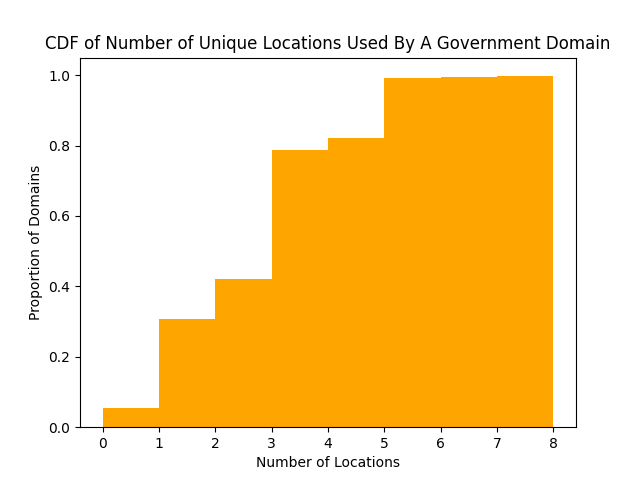 CDF of Number of Unique Locations Used By A Government Domain
1.0
0.8
0.6
0.4
0.2
0.0
Proportion of Domains
0 1 2 3 4 5 6 7 8
Number of Locations